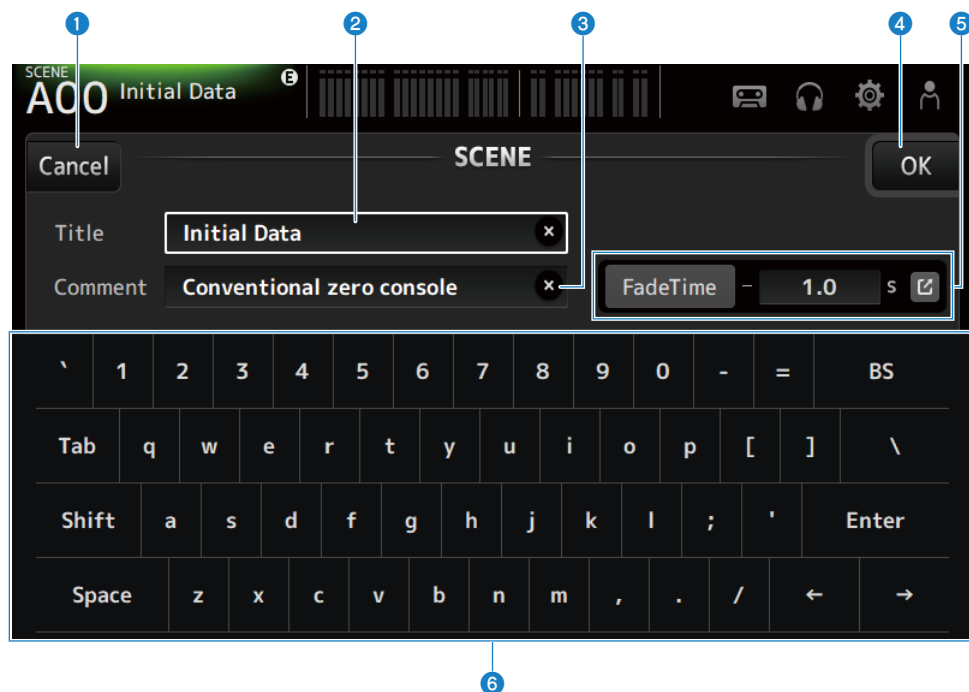 1 2 3 4 5
SCENE
A00 Initial Data E
Cancel SCENE OK
Title Initial Data ×
Comment Conventional zero console × FadeTime – 1.0 s
` 1 2 3 4 5 6 7 8 9 0 - = BS
Tab q w e r t y u i o p [ ] \
Shift a s d f g h j k l ; ' Enter
Space z x c v b n m , . / ← →
6